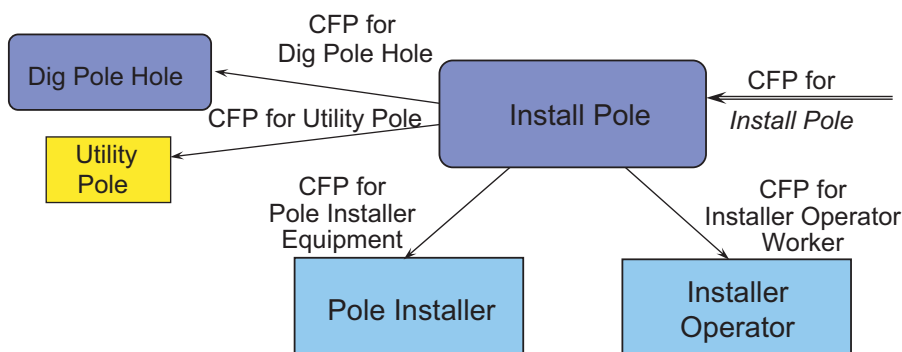 CFP for
Dig Pole Hole
Dig Pole Hole
CFP for Utility Pole
Install Pole
CFP for
Install Pole
Utility
Pole
CFP for
Pole Installer
Equipment
CFP for
Installer Operator
Worker
Pole Installer
Installer
Operator